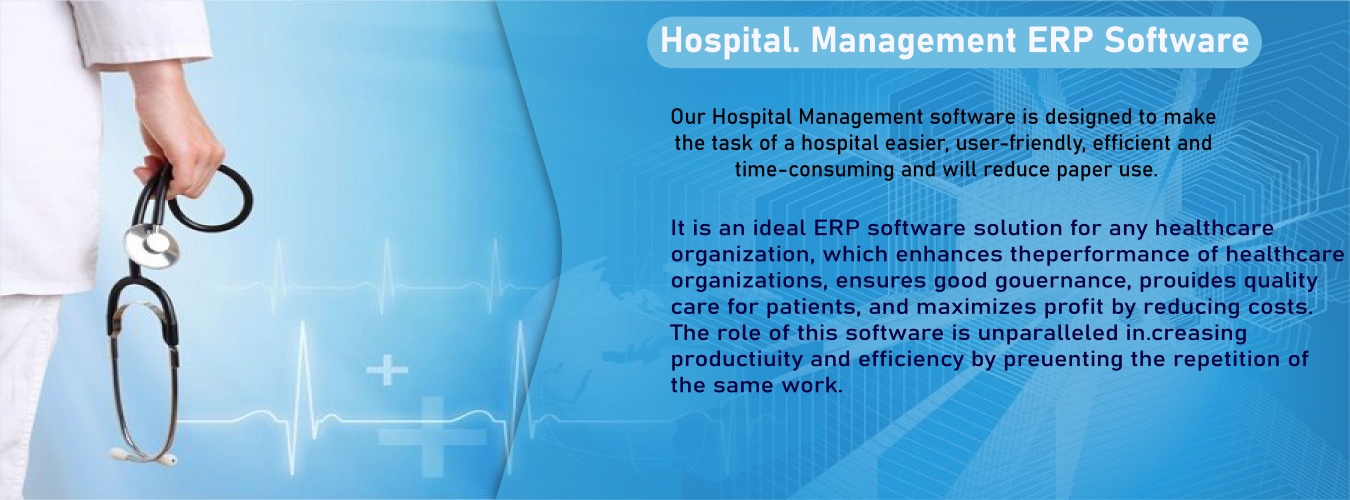 Hospital. Management ERP Software
Our Hospital Management software is designed to make
the task of a hospital easier, user-friendly, efficient and
time-consuming and will reduce paper use.
It is an ideal ERP software solution for any healthcare
organization, which enhances theperformance of healthcare
organizations, ensures good gouernance, prouides quality
care for patients, and maximizes profit by reducing costs.
The role of this software is unparalleled in.creasing
productiuity and efficiency by preuenting the repetition of
the same work.